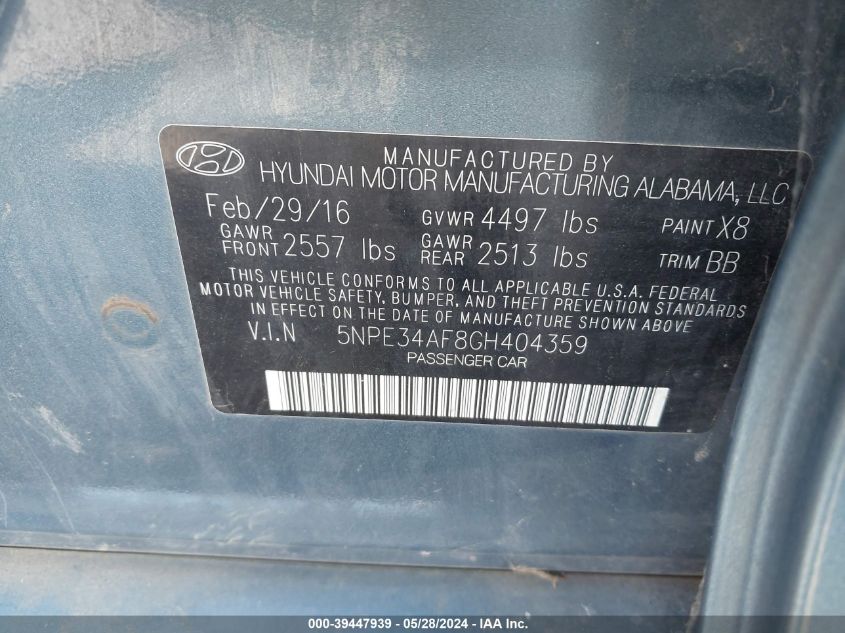 MANUFACTURED BY
HYUNDAI MOTOR MANUFACTURING ALABAMA, LLC
Feb/29/16 GVWR 4497 lbs PAINT X8
GAWR FRONT 2557 lbs GAWR REAR 2513 lbs TRIM BB
THIS VEHICLE CONFORMS TO ALL APPLICABLE U.S.A. FEDERAL
MOTOR VEHICLE SAFETY, BUMPER, AND THEFT PREVENTION STANDARDS
IN EFFECT ON THE DATE OF MANUFACTURE SHOWN ABOVE
V.I.N 5NPE34AF8GH404359
PASSENGER CAR
000-39447939 - 05/28/2024 - IAA Inc.